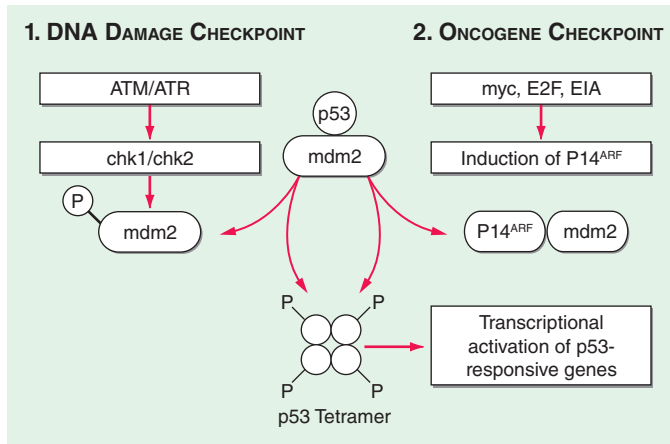 1. DNA DAMAGE CHECKPOINT
2. ONCOGENE CHECKPOINT
ATM/ATR
chk1/chk2
P
mdm2
p53
mdm2
myc, E2F, EIA
Induction of P14ARF
P14ARF
mdm2
P
P
P
P
p53 Tetramer
Transcriptional
activation of p53-
responsive genes